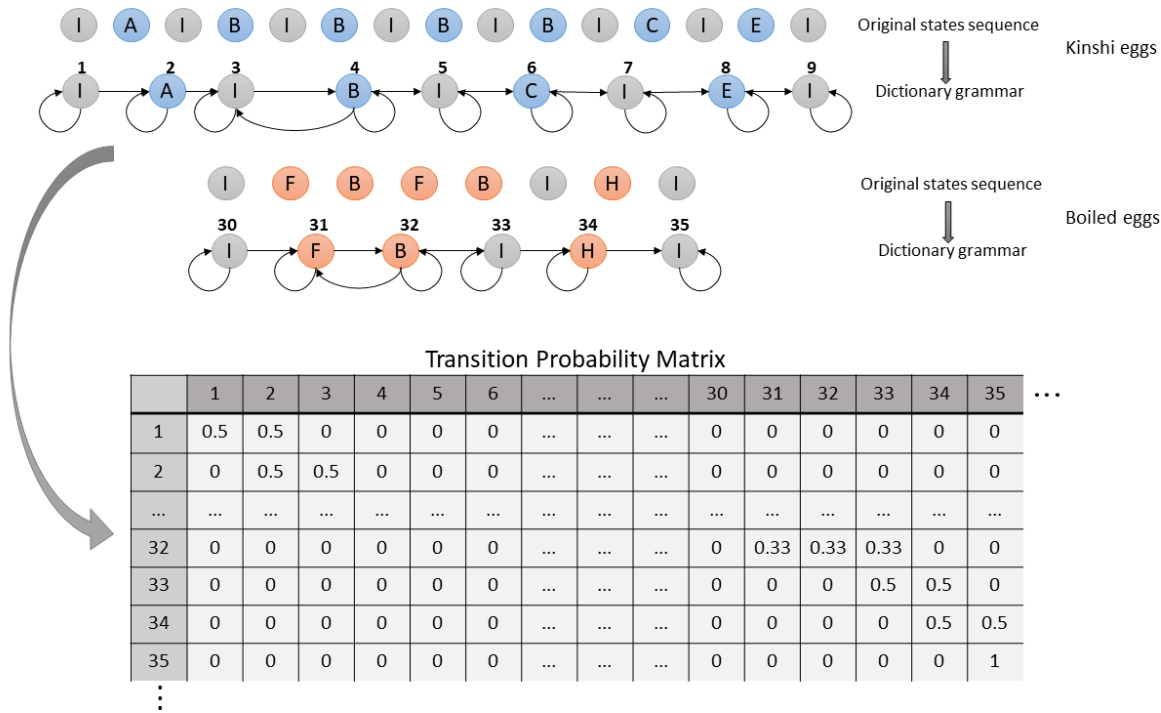 I A I B I B I B I B I C I E I Original states sequence
Kinshi eggs
1 2 3 4 5 6 7 8 9
I A I B I C I E I Dictionary grammar
I F B F B I H I Original states sequence
Boiled eggs
30 31 32 33 34 35
I F B I H I Dictionary grammar
Transition Probability Matrix
1 2 3 4 5 6 ... ... ... 30 31 32 33 34 35 ...
1 0.5 0.5 0 0 0 0 ... ... ... 0 0 0 0 0 0
2 0 0.5 0.5 0 0 0 ... ... ... 0 0 0 0 0 0
... ... ... ... ... ... ... ... ... ... ... ... ... ... ... ...
32 0 0 0 0 0 0 ... ... ... 0 0.33 0.33 0.33 0 0
33 0 0 0 0 0 0 ... ... ... 0 0 0 0.5 0.5 0
34 0 0 0 0 0 0 ... ... ... 0 0 0 0 0.5 0.5
35 0 0 0 0 0 0 ... ... ... 0 0 0 0 0 1
⋮